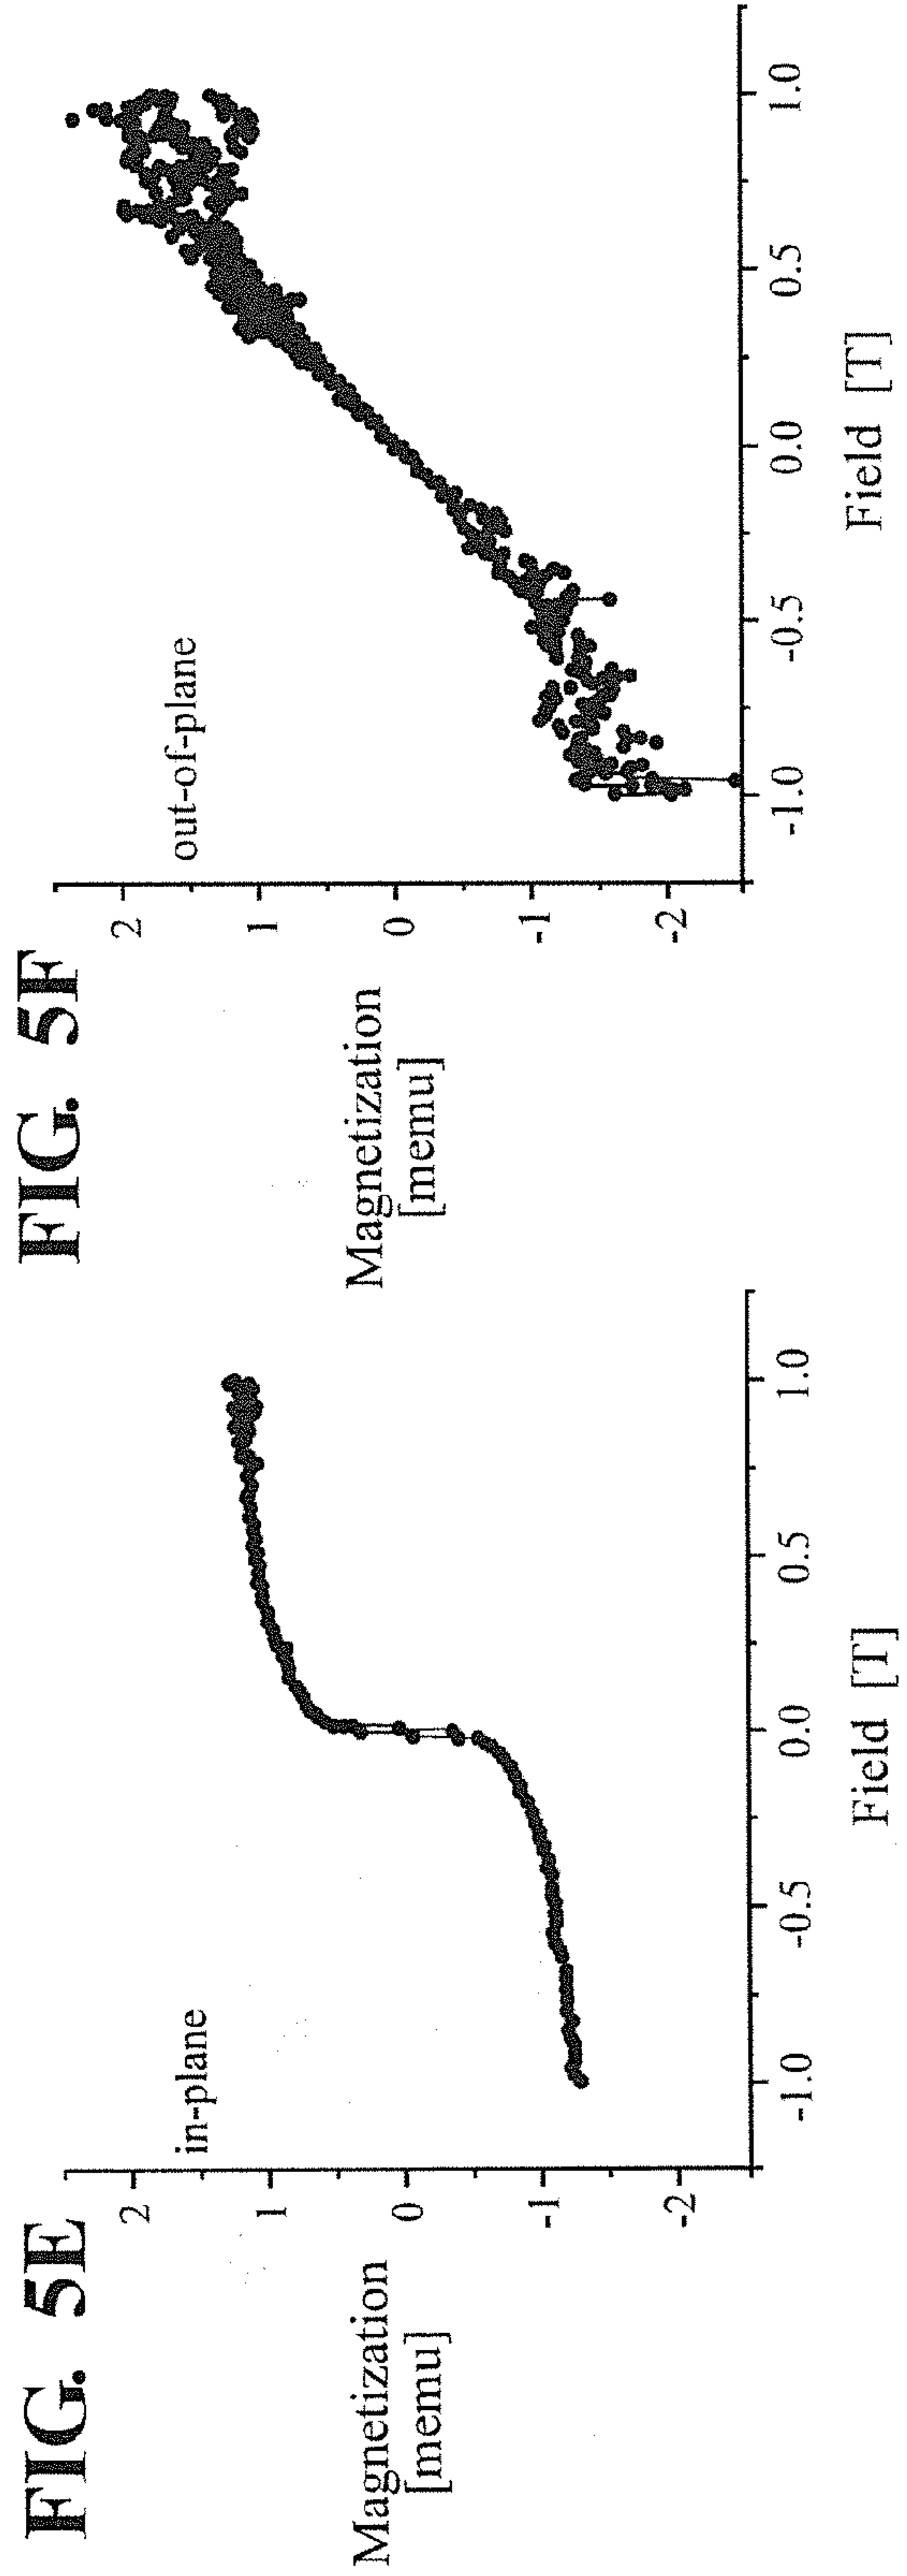 FIG. 5E
Magnetization
[memu]
2
1
0
-1
-2
in-plane
-1.0
-0.5
0.0
0.5
1.0
Field [T]
FIG. 5F
Magnetization
[memu]
2
1
0
-1
-2
out-of-plane
-1.0
-0.5
0.0
0.5
1.0
Field [T]